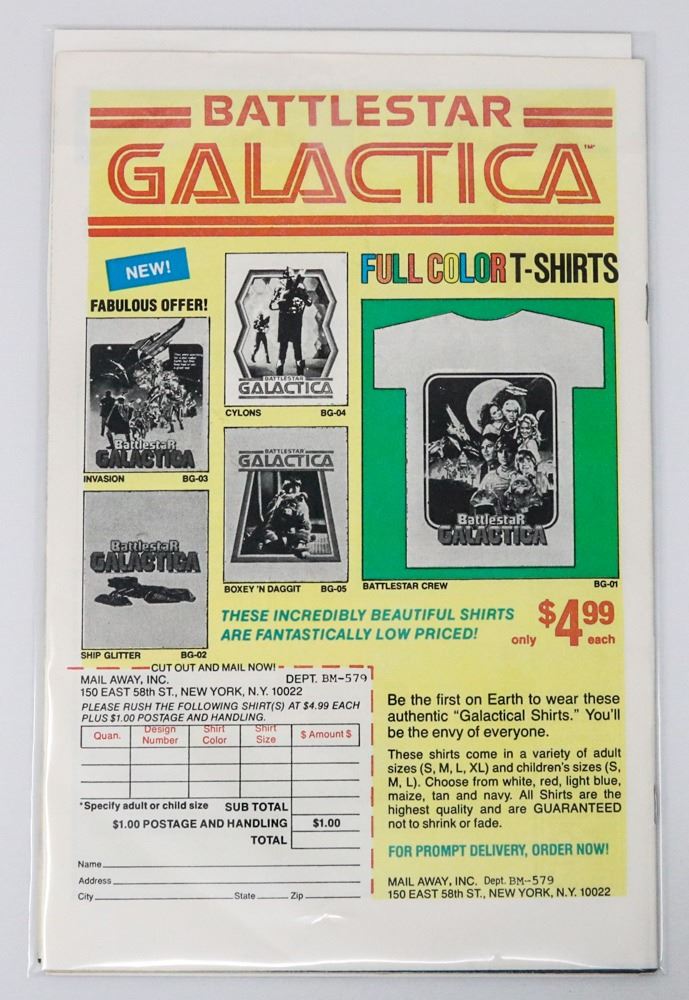 BATTLESTAR
GALACTICA™
NEW!
FABULOUS OFFER!
FULL COLOR T-SHIRTS
BattlestaR
GALACTICA
INVASION BG-03
BATTLESTAR
GALACTICA
CYLONS BG-04
BATTLESTAR
GALACTICA
BOXEY 'N DAGGIT BG-05
BattlestaR
GALACTICA
SHIP GLITTER BG-02
BattlestaR
GALACTICA
BATTLESTAR CREW BG-01
THESE INCREDIBLY BEAUTIFUL SHIRTS
ARE FANTASTICALLY LOW PRICED!
only $4.99 each
CUT OUT AND MAIL NOW!
MAIL AWAY, INC. DEPT. BM-579
150 EAST 58th ST., NEW YORK, N.Y. 10022
PLEASE RUSH THE FOLLOWING SHIRT(S) AT $4.99 EACH
PLUS $1.00 POSTAGE AND HANDLING.
Quan. Design Number Shirt Color Shirt Size $ Amount $
*Specify adult or child size SUB TOTAL
$1.00 POSTAGE AND HANDLING $1.00
TOTAL
Name
Address
City State Zip
Be the first on Earth to wear these
authentic "Galactical Shirts." You'll
be the envy of everyone.
These shirts come in a variety of adult
sizes (S, M, L, XL) and children's sizes (S,
M, L). Choose from white, red, light blue,
maize, tan and navy. All Shirts are the
highest quality and are GUARANTEED
not to shrink or fade.
FOR PROMPT DELIVERY, ORDER NOW!
MAIL AWAY, INC. Dept. BM-579
150 EAST 58th ST., NEW YORK, N.Y. 10022